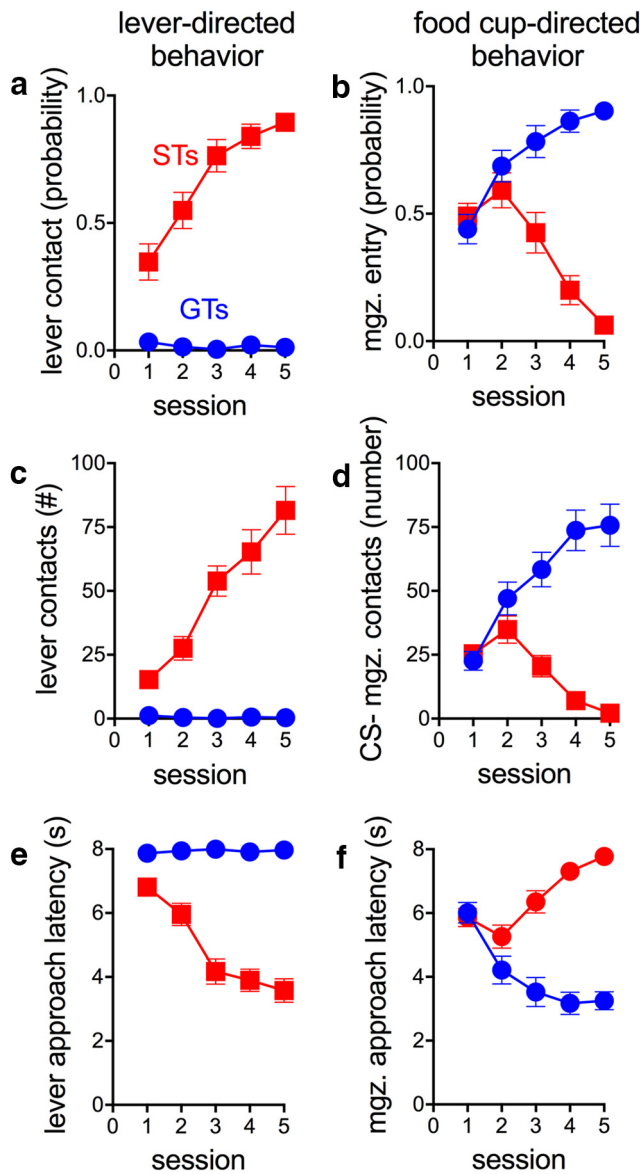 lever-directed
behavior
food cup-directed
behavior
a
lever contact (probability)
1.0
0.5
0.0
STs
GTs
0 1 2 3 4 5
session
b
mgz. entry (probability)
1.0
0.5
0.0
0 1 2 3 4 5
session
c
lever contacts (#)
100
75
50
25
0
0 1 2 3 4 5
session
d
CS- mgz. contacts (number)
100
75
50
25
0
0 1 2 3 4 5
session
e
lever approach latency (s)
8
6
4
2
0
0 1 2 3 4 5
session
f
mgz. approach latency (s)
8
6
4
2
0
0 1 2 3 4 5
session